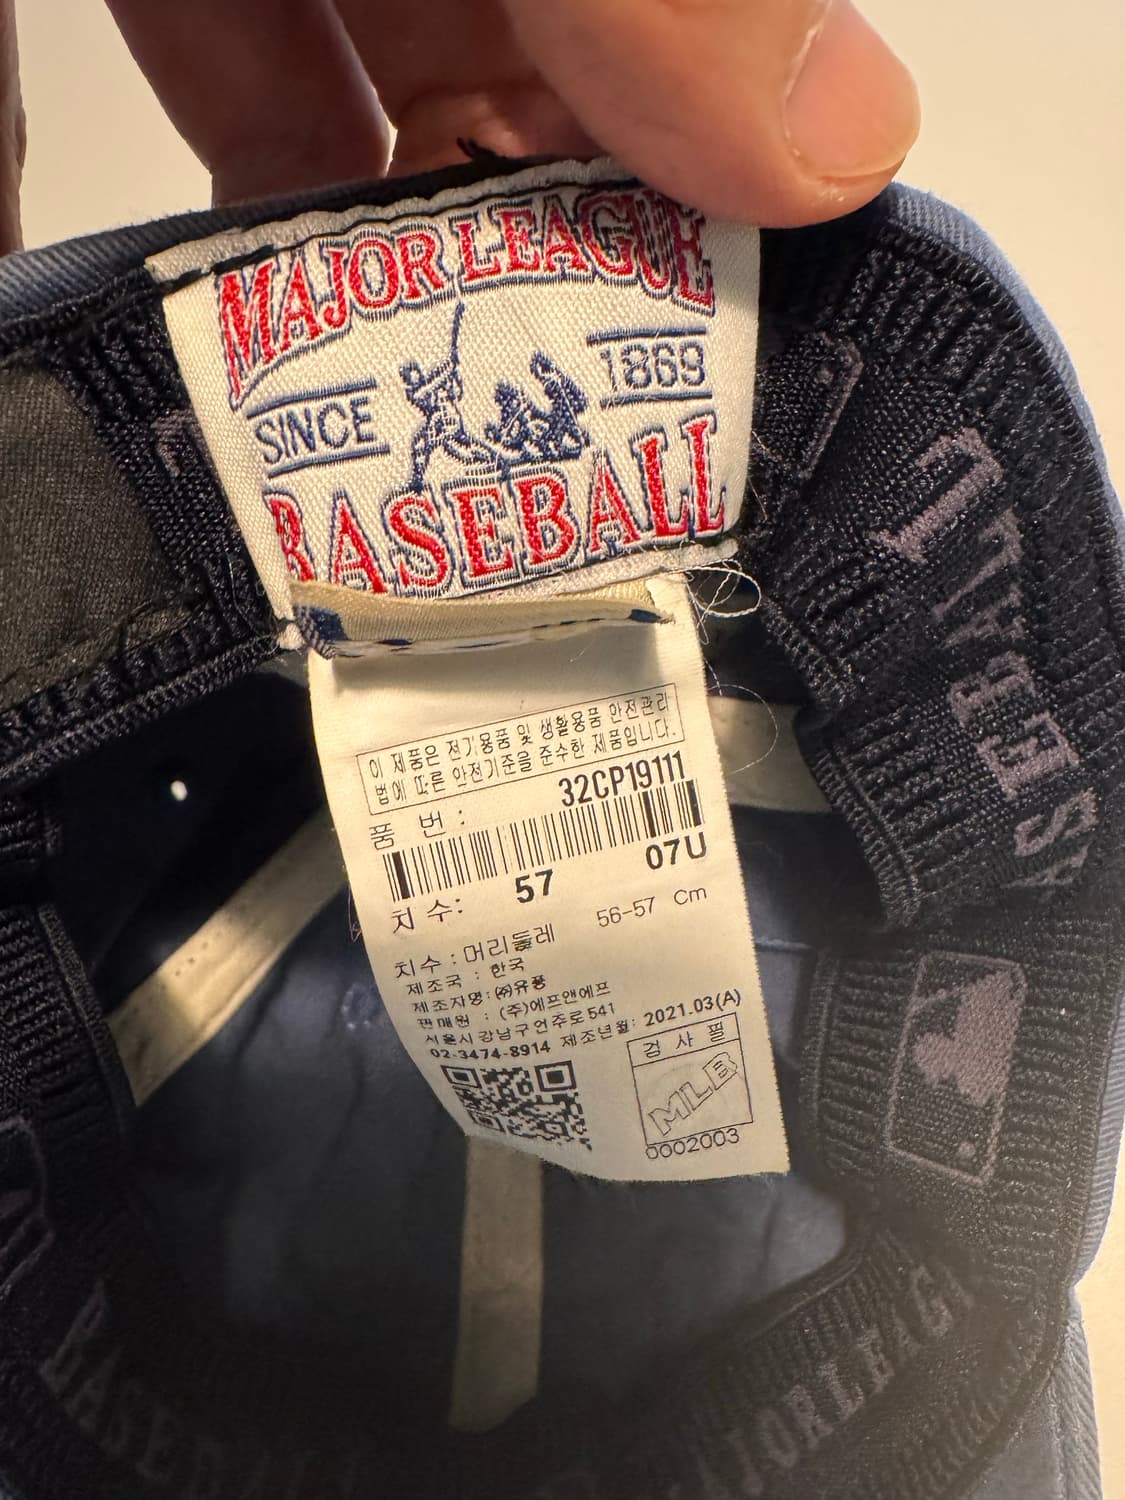 MAJOR LEAGUE
SINCE 1869
BASEBALL
이 제품은 전기용품 및 생활용품 안전관리
법에 따른 안전기준을 준수한 제품입니다.
품 번 : 32CP19111
07U
치 수: 57
56-57 Cm
치수 : 머리둘레
제조국 : 한국
제조자명 : ㈜유풍
판매원 : (주)에프앤에프
서울시 강남구 언주로 541
02-3474-8914 제조년월: 2021.03(A)
검 사 필
MLB
0002003
BASEBALL
MAJOR LEAGUE
BASEBALL